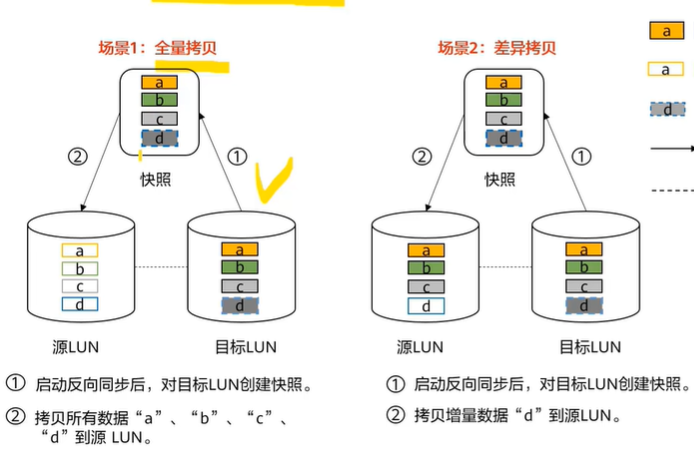 场景1：全量拷贝
场景2：差异拷贝
a
b
c
d
a
b
c
d
a
a
d
②
①
②
①
快照
快照
a
b
c
d
a
b
c
d
a
b
c
d
a
b
c
d
源LUN
目标LUN
源LUN
目标LUN
① 启动反向同步后，对目标LUN创建快照。
② 拷贝所有数据“a”、“b”、“c”、
“d”到源 LUN。
① 启动反向同步后，对目标LUN创建快照。
② 拷贝增量数据“d”到源LUN。